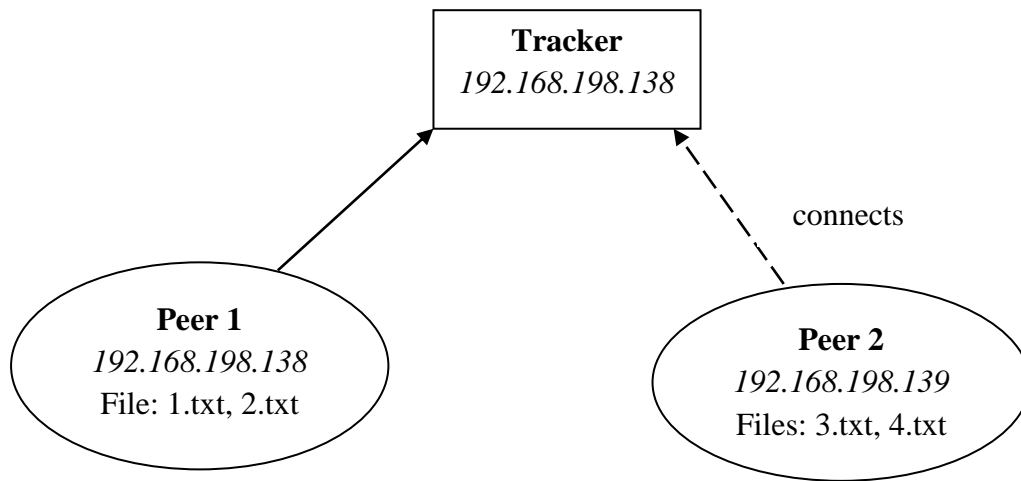 Tracker
192.168.198.138
connects
Peer 1
192.168.198.138
File: 1.txt, 2.txt
Peer 2
192.168.198.139
Files: 3.txt, 4.txt